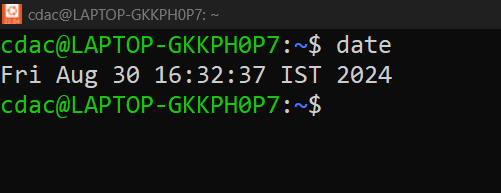 cdac@LAPTOP-GKKPH0P7: ~
cdac@LAPTOP-GKKPH0P7:~$ date
Fri Aug 30 16:32:37 IST 2024
cdac@LAPTOP-GKKPH0P7:~$